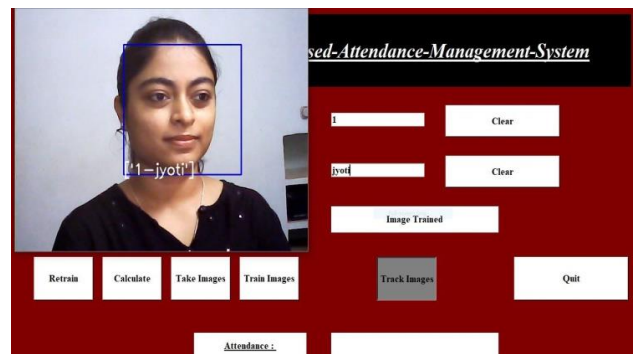 sed-Attendance-Management-System
1
Clear
['1-jyoti']
jyoti
Clear
Image Trained
Retrain
Calculate
Take Images
Train Images
Track Images
Quit
Attendance :